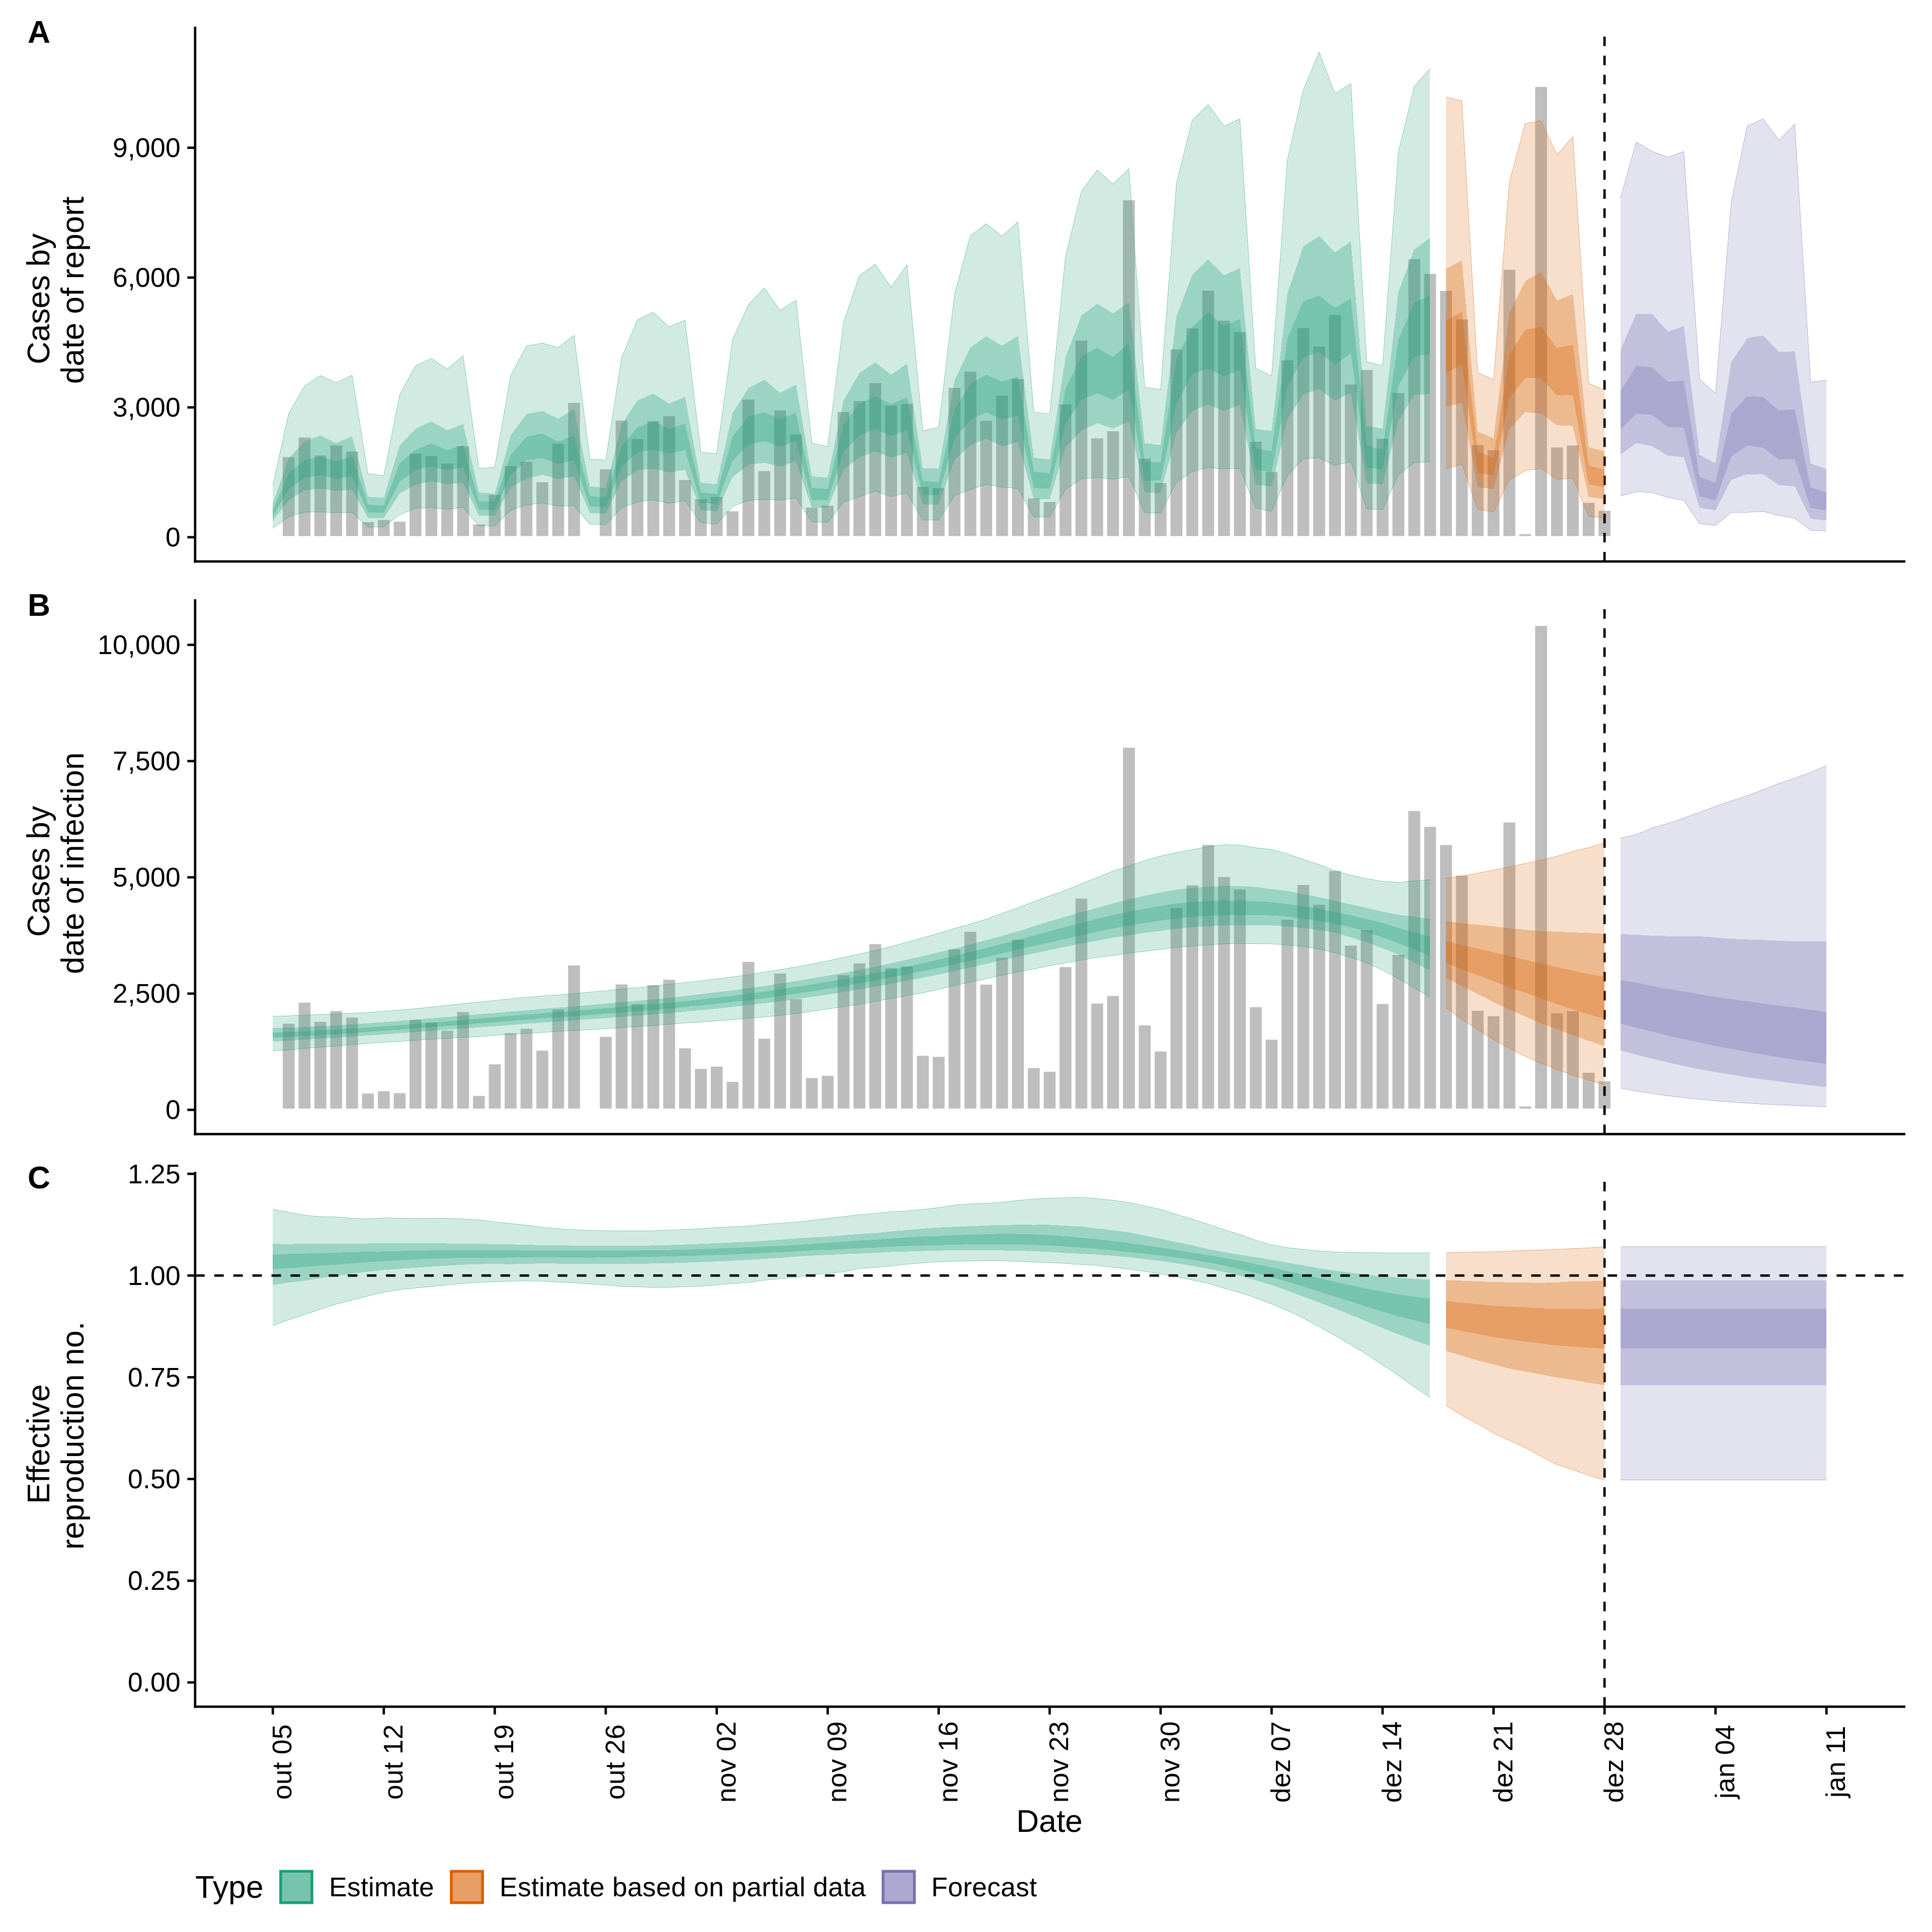 A
Cases by
date of report
9,000
6,000
3,000
0
B
Cases by
date of infection
10,000
7,500
5,000
2,500
0
C
Effective
reproduction no.
1.25
1.00
0.75
0.50
0.25
0.00
out 05
out 12
out 19
out 26
nov 02
nov 09
nov 16
nov 23
nov 30
dez 07
dez 14
dez 21
dez 28
jan 04
jan 11
Date
Type Estimate Estimate based on partial data Forecast